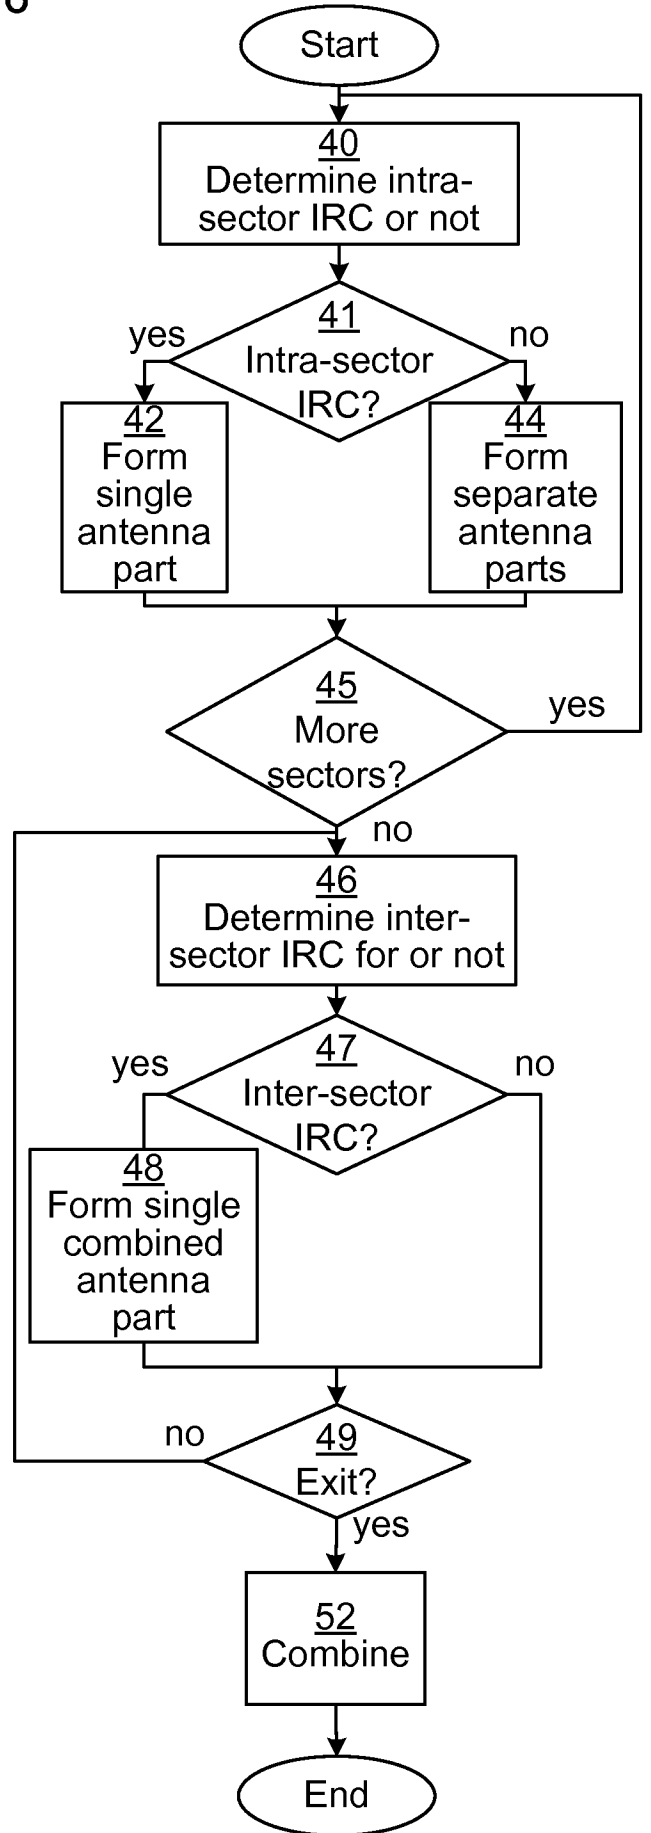 Start
40
Determine intra-
sector IRC or not
41
yes
no
Intra-sector
IRC?
42
Form
single
antenna
part
44
Form
separate
antenna
parts
45
More
sectors?
yes
no
46
Determine inter-
sector IRC for or not
47
yes
no
Inter-sector
IRC?
48
Form single
combined
antenna
part
no
49
Exit?
yes
52
Combine
End